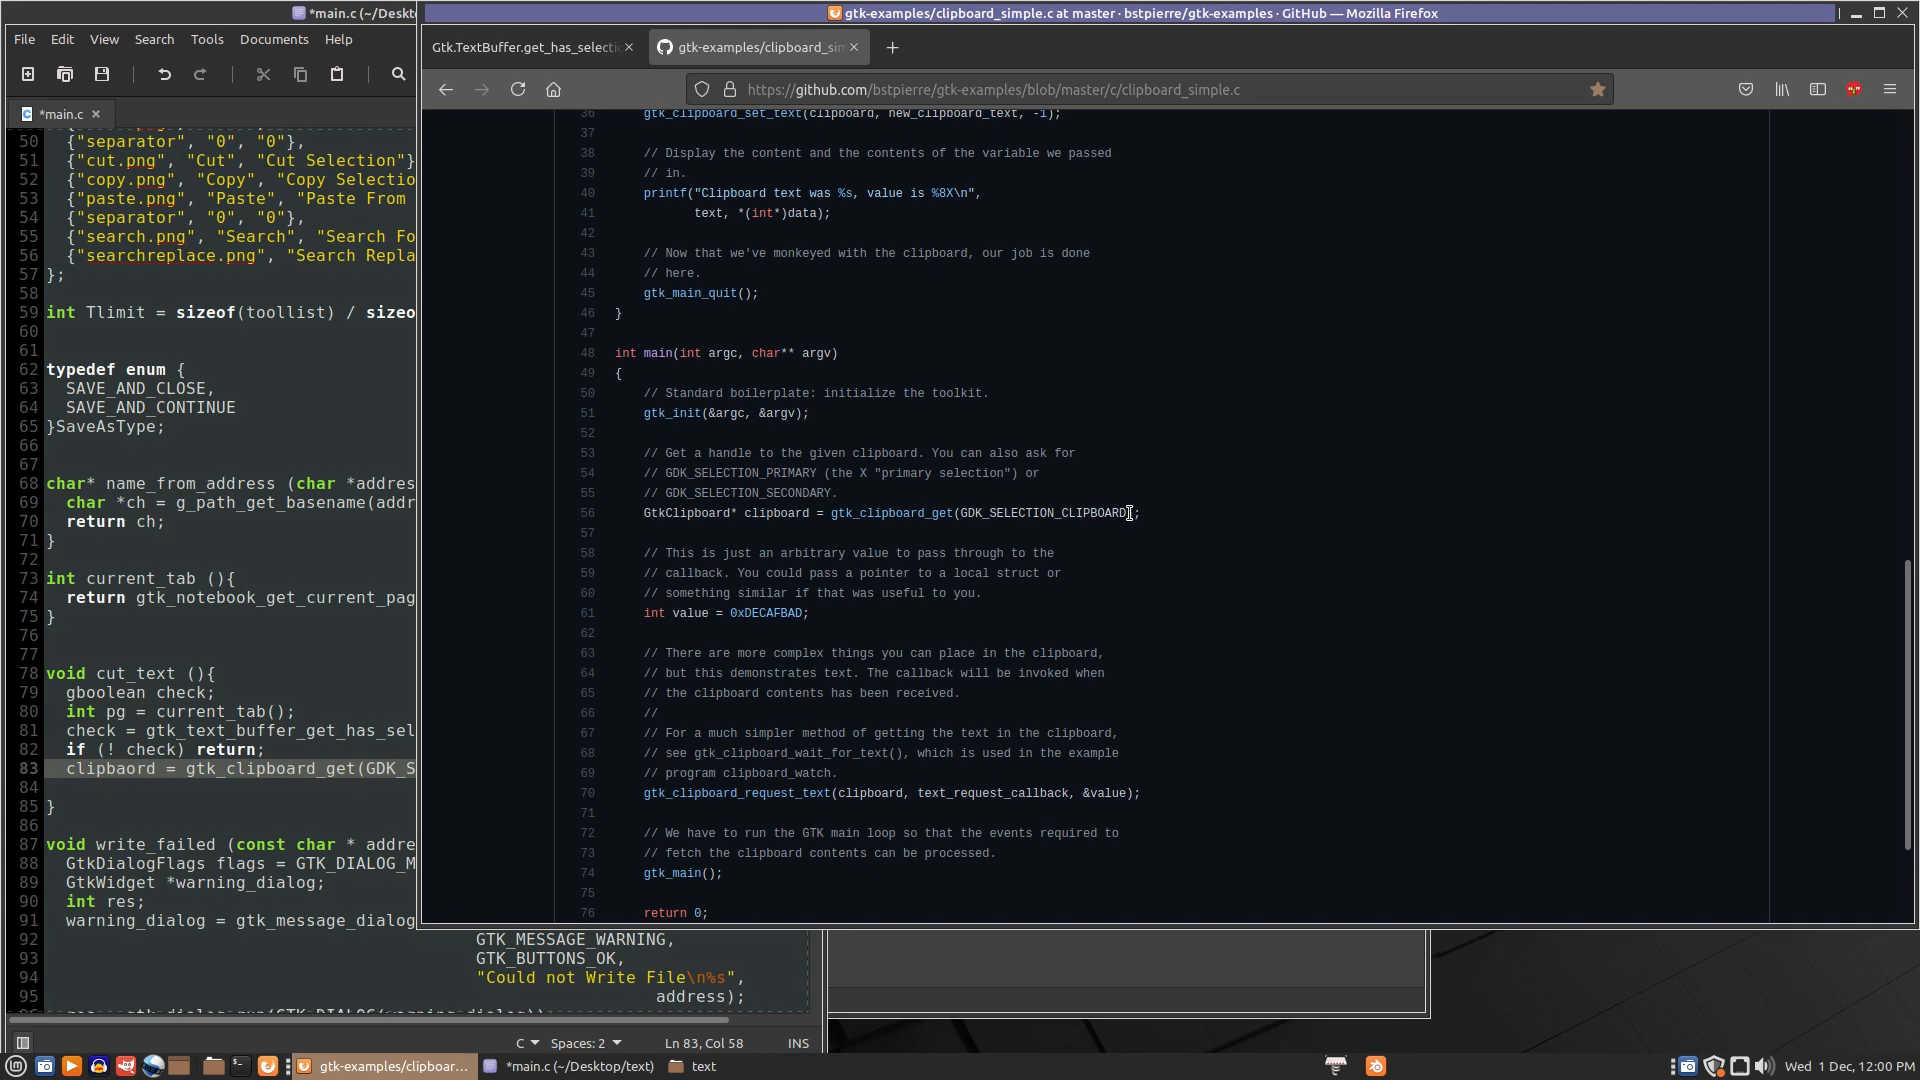 *main.c (~/Deskto
gtk-examples/clipboard_simple.c at master · bstpierre/gtk-examples · GitHub — Mozilla Firefox
File Edit View Search Tools Documents Help
Gtk.TextBuffer.get_has_selecti
gtk-examples/clipboard_sim
https://github.com/bstpierre/gtk-examples/blob/master/c/clipboard_simple.c
*main.c
50 {"separator", "0", "0"},
51 {"cut.png", "Cut", "Cut Selection"}
52 {"copy.png", "Copy", "Copy Selectio
53 {"paste.png", "Paste", "Paste From
54 {"separator", "0", "0"},
55 {"search.png", "Search", "Search Fo
56 {"searchreplace.png", "Search Repla
57 };
58
59 int Tlimit = sizeof(toollist) / sizeo
60
61
62 typedef enum {
63 SAVE_AND_CLOSE,
64 SAVE_AND_CONTINUE
65 }SaveAsType;
66
67
68 char* name_from_address (char *addres
69 char *ch = g_path_get_basename(addr
70 return ch;
71 }
72
73 int current_tab (){
74 return gtk_notebook_get_current_pag
75 }
76
77
78 void cut_text (){
79 gboolean check;
80 int pg = current_tab();
81 check = gtk_text_buffer_get_has_sel
82 if (! check) return;
83 clipbaord = gtk_clipboard_get(GDK_S
84
85 }
86
87 void write_failed (const char * addre
88 GtkDialogFlags flags = GTK_DIALOG_M
89 GtkWidget *warning_dialog;
90 int res;
91 warning_dialog = gtk_message_dialog
92 GTK_MESSAGE_WARNING,
93 GTK_BUTTONS_OK,
94 "Could not Write File\n%s",
95 address);
36 gtk_clipboard_set_text(clipboard, new_clipboard_text, -1);
37
38 // Display the content and the contents of the variable we passed
39 // in.
40 printf("Clipboard text was %s, value is %8X\n",
41 text, *(int*)data);
42
43 // Now that we've monkeyed with the clipboard, our job is done
44 // here.
45 gtk_main_quit();
46 }
47
48 int main(int argc, char** argv)
49 {
50 // Standard boilerplate: initialize the toolkit.
51 gtk_init(&argc, &argv);
52
53 // Get a handle to the given clipboard. You can also ask for
54 // GDK_SELECTION_PRIMARY (the X "primary selection") or
55 // GDK_SELECTION_SECONDARY.
56 GtkClipboard* clipboard = gtk_clipboard_get(GDK_SELECTION_CLIPBOARD);
57
58 // This is just an arbitrary value to pass through to the
59 // callback. You could pass a pointer to a local struct or
60 // something similar if that was useful to you.
61 int value = 0xDECAFBAD;
62
63 // There are more complex things you can place in the clipboard,
64 // but this demonstrates text. The callback will be invoked when
65 // the clipboard contents has been received.
66 //
67 // For a much simpler method of getting the text in the clipboard,
68 // see gtk_clipboard_wait_for_text(), which is used in the example
69 // program clipboard_watch.
70 gtk_clipboard_request_text(clipboard, text_request_callback, &value);
71
72 // We have to run the GTK main loop so that the events required to
73 // fetch the clipboard contents can be processed.
74 gtk_main();
75
76 return 0;
C Spaces: 2 Ln 83, Col 58 INS
gtk-examples/clipboar... *main.c (~/Desktop/text) text Wed 1 Dec, 12:00 PM